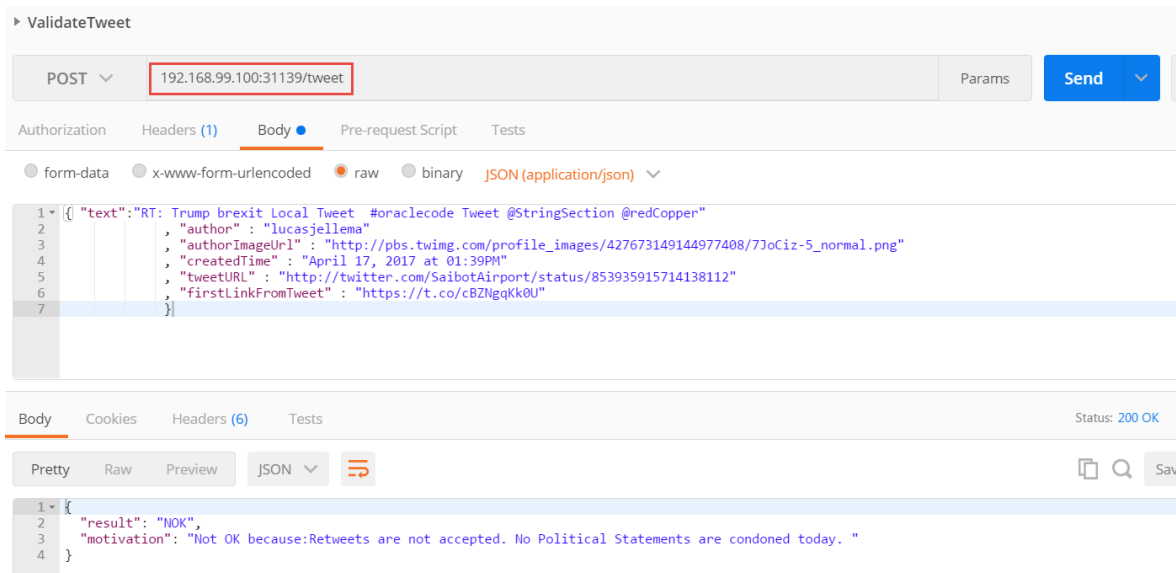 ValidateTweet
POST 192.168.99.100:31139/tweet Params Send
Authorization Headers (1) Body Pre-request Script Tests
form-data x-www-form-urlencoded raw binary JSON (application/json)
1 { "text":"RT: Trump brexit Local Tweet  #oraclecode Tweet @StringSection @redCopper"
2 , "author" : "lucasjellema"
3 , "authorImageUrl" : "http://pbs.twimg.com/profile_images/427673149144977408/7JoCiz-5_normal.png"
4 , "createdTime" : "April 17, 2017 at 01:39PM"
5 , "tweetURL" : "http://twitter.com/SaibotAirport/status/853935915714138112"
6 , "firstLinkFromTweet" : "https://t.co/cBZNgqKk0U"
7 }
Body Cookies Headers (6) Tests Status: 200 OK
Pretty Raw Preview JSON Sav
1 {
2 "result": "NOK",
3 "motivation": "Not OK because:Retweets are not accepted. No Political Statements are condoned today. "
4 }